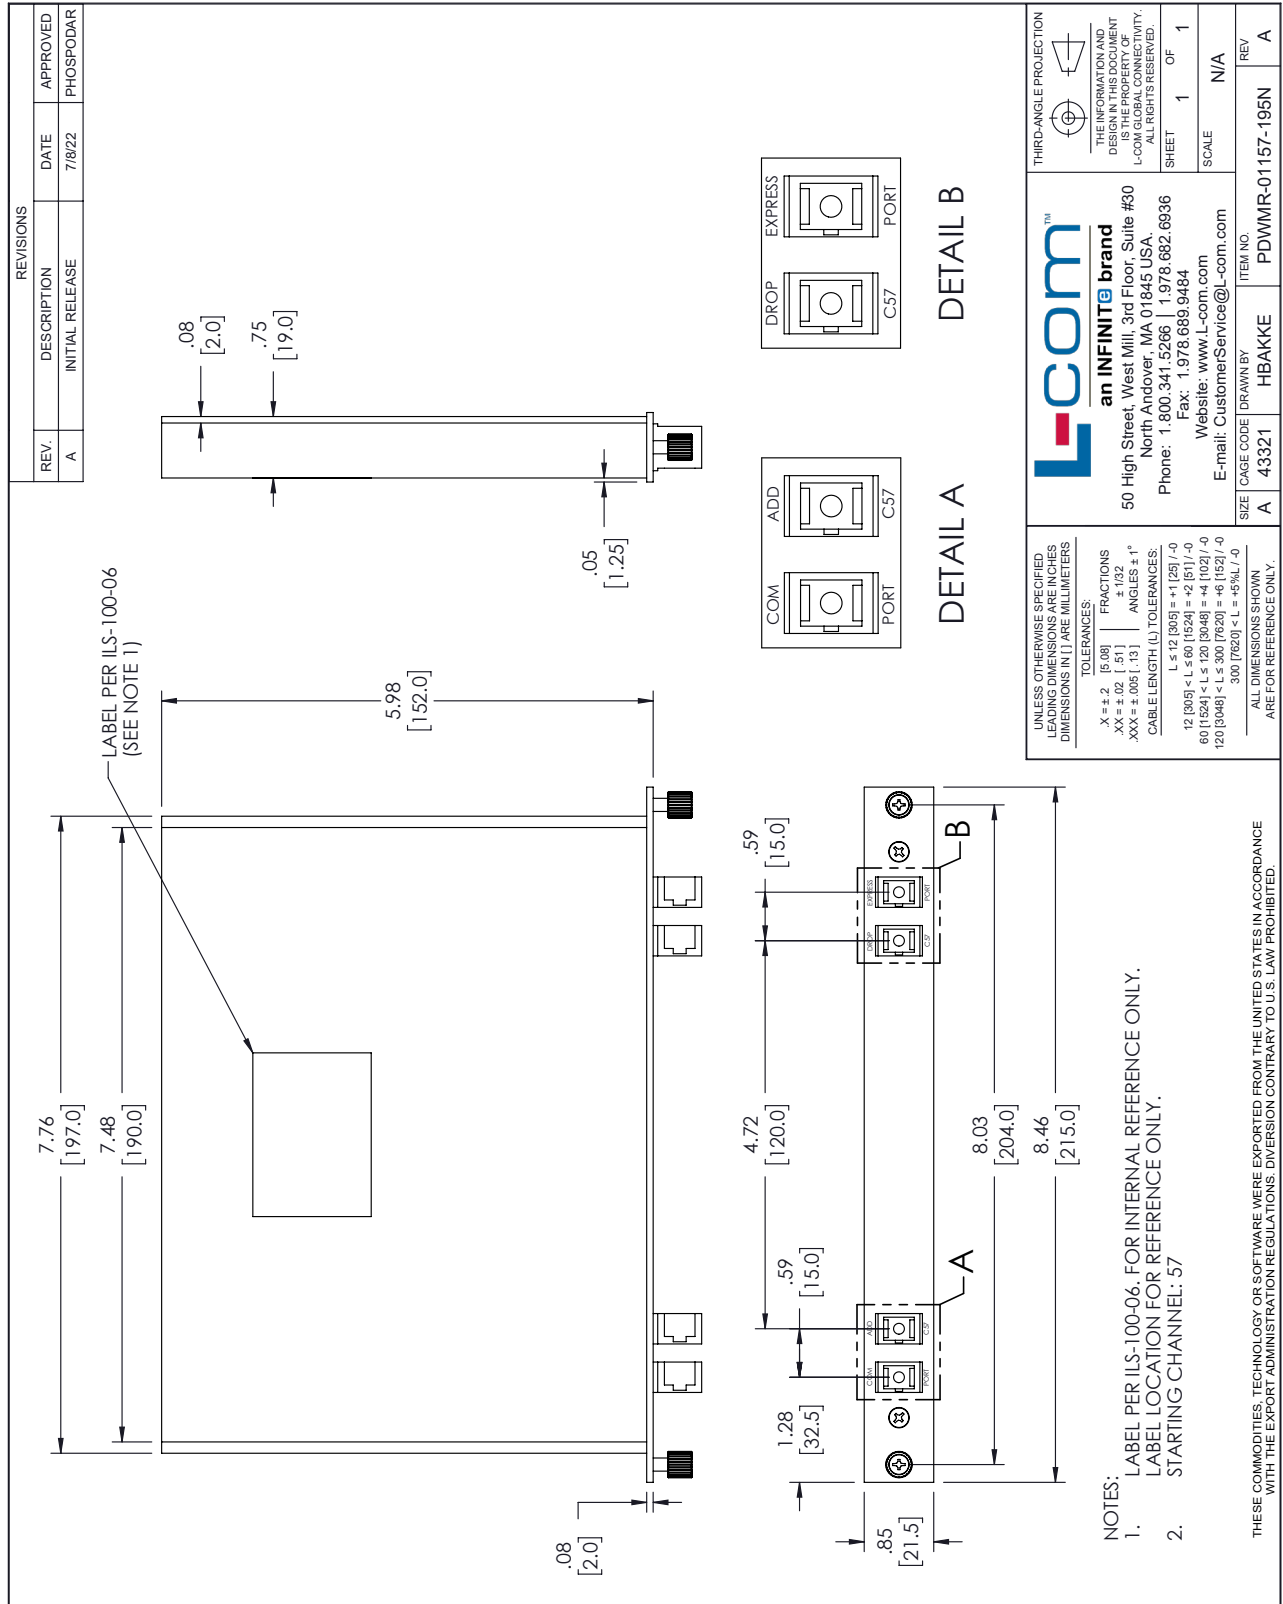 REVISIONS
REV. DESCRIPTION DATE APPROVED
A INITIAL RELEASE 7/8/22 PHOSPODAR
LABEL PER ILS-100-06
(SEE NOTE 1)
7.76
[197.0]
7.48
[190.0]
5.98
[152.0]
.08
[2.0]
.08
[2.0]
.75
[19.0]
.05
[1.25]
1.28
[32.5]
.59
[15.0]
4.72
[120.0]
.59
[15.0]
.85
[21.5]
COM
PORT
ADD
C57
DROP
C57
EXPRESS
PORT
A
B
8.03
[204.0]
8.46
[215.0]
COM ADD
PORT C57
DETAIL A
DROP EXPRESS
C57 PORT
DETAIL B
NOTES:
1. LABEL PER ILS-100-06. FOR INTERNAL REFERENCE ONLY.
LABEL LOCATION FOR REFERENCE ONLY.
2. STARTING CHANNEL: 57
THESE COMMODITIES, TECHNOLOGY OR SOFTWARE WERE EXPORTED FROM THE UNITED STATES IN ACCORDANCE
WITH THE EXPORT ADMINISTRATION REGULATIONS. DIVERSION CONTRARY TO U.S. LAW PROHIBITED.
UNLESS OTHERWISE SPECIFIED
LEADING DIMENSIONS ARE INCHES
DIMENSIONS IN [ ] ARE MILLIMETERS
TOLERANCES:
.X = ± .2 [5.08] FRACTIONS
.XX = ± .02 [ .51 ] ± 1/32
.XXX = ± .005 [ .13 ] ANGLES ± 1°
CABLE LENGTH (L) TOLERANCES:
L ≤ 12 [305] = +1 [25] / -0
12 [305] < L ≤ 60 [1524] = +2 [51] / -0
60 [1524] < L ≤ 120 [3048] = +4 [102] / -0
120 [3048] < L ≤ 300 [7620] = +6 [152] / -0
300 [7620] < L = +5%L / -0
ALL DIMENSIONS SHOWN
ARE FOR REFERENCE ONLY.
L-com™
an INFINITe brand
50 High Street, West Mill, 3rd Floor, Suite #30
North Andover, MA 01845 USA.
Phone: 1.800.341.5266 | 1.978.682.6936
Fax: 1.978.689.9484
Website: www.L-com.com
E-mail: CustomerService@L-com.com
THIRD-ANGLE PROJECTION
THE INFORMATION AND
DESIGN IN THIS DOCUMENT
IS THE PROPERTY OF
L-COM GLOBAL CONNECTIVITY.
ALL RIGHTS RESERVED.
SHEET 1 OF 1
SCALE N/A
SIZE CAGE CODE DRAWN BY ITEM NO. REV
A 43321 HBAKKE PDWMR-01157-195N A